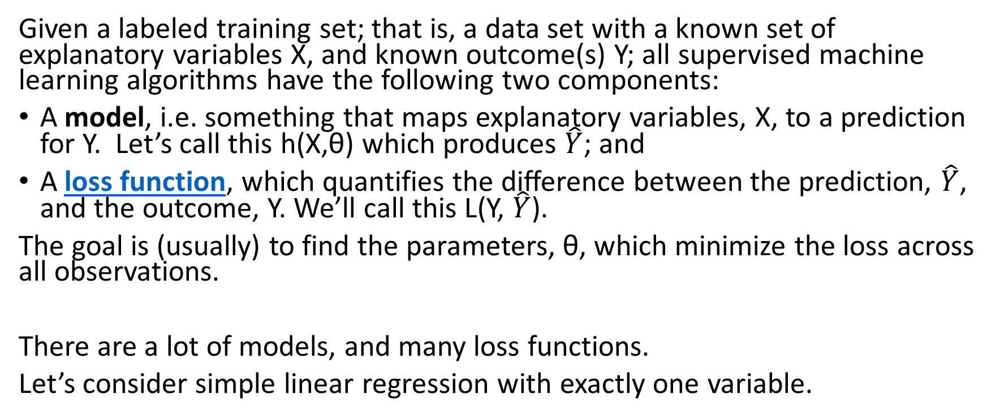 Given a labeled training set; that is, a data set with a known set of
explanatory variables X, and known outcome(s) Y; all supervised machine
learning algorithms have the following two components:
• A model, i.e. something that maps explanatory variables, X, to a prediction
for Y.  Let’s call this h(X,θ) which produces Ŷ; and
• A loss function, which quantifies the difference between the prediction, Ŷ,
and the outcome, Y. We’ll call this L(Y, Ŷ).
The goal is (usually) to find the parameters, θ, which minimize the loss across
all observations.
There are a lot of models, and many loss functions.
Let’s consider simple linear regression with exactly one variable.